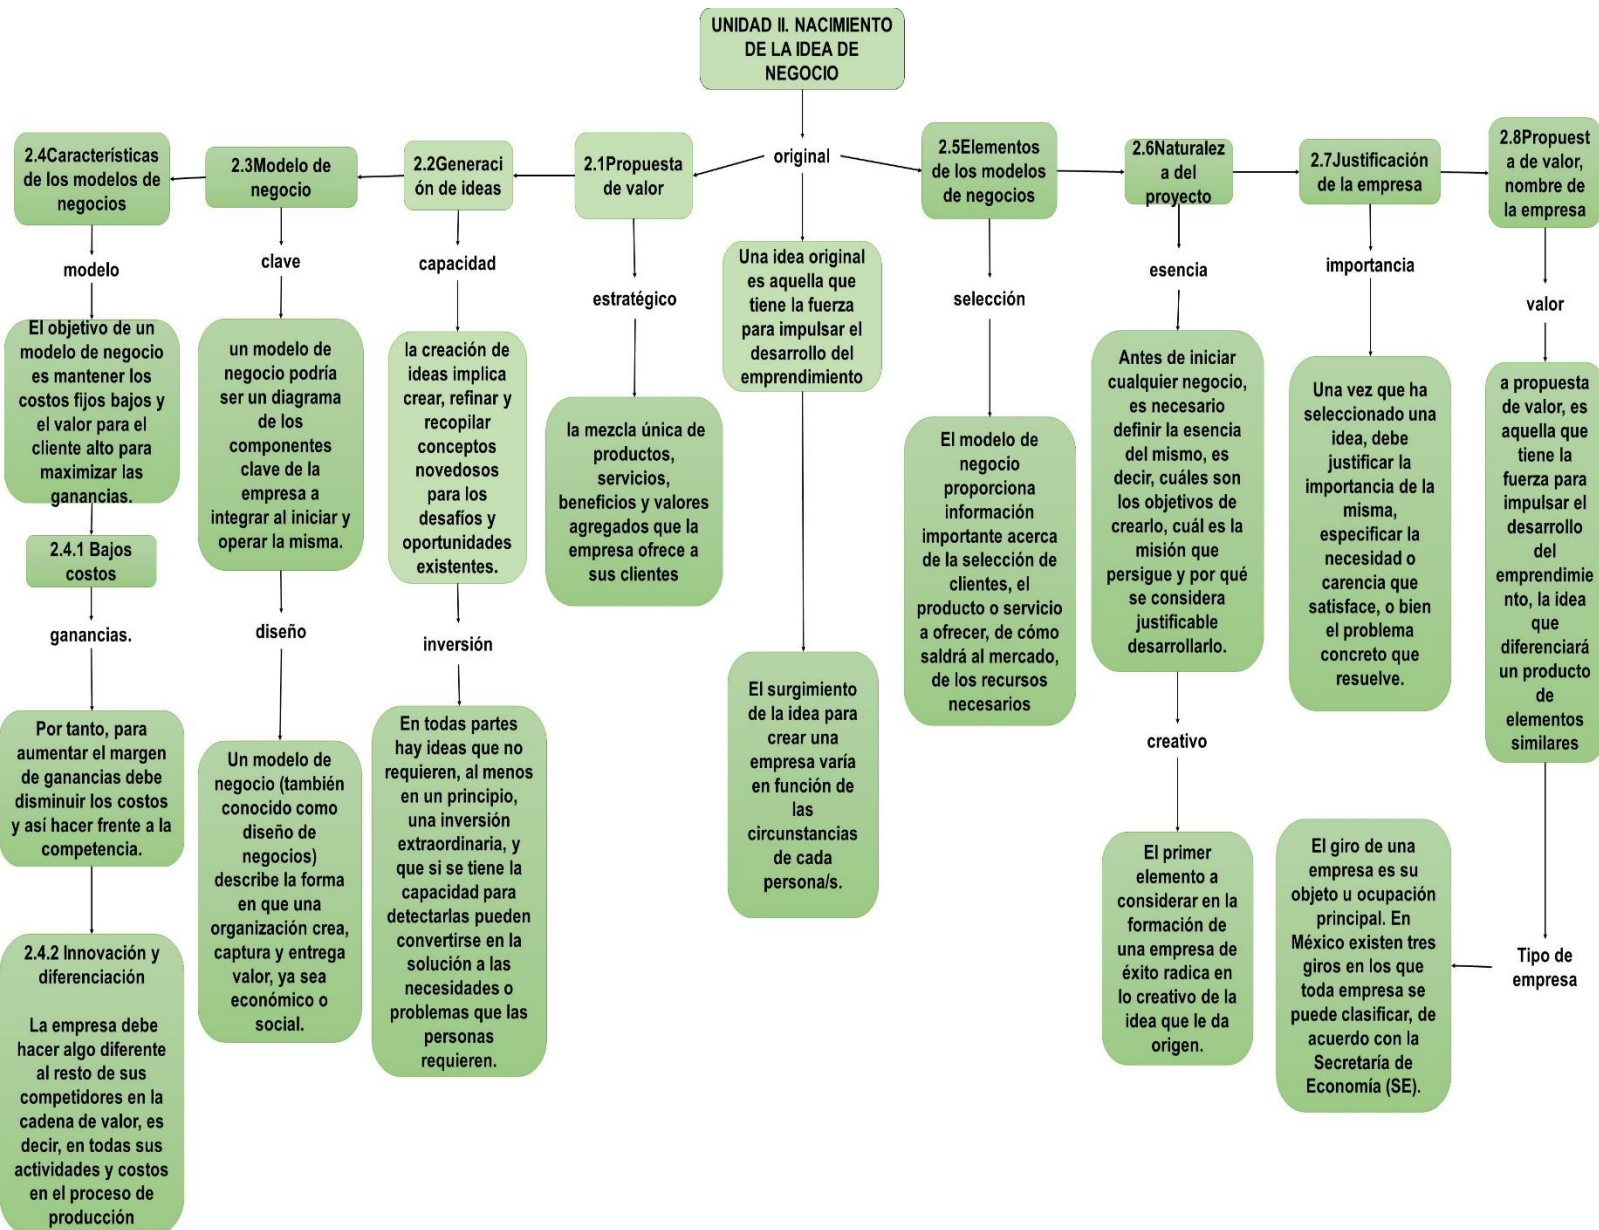 UNIDAD II. NACIMIENTO
DE LA IDEA DE
NEGOCIO
original
Una idea original
es aquella que
tiene la fuerza
para impulsar el
desarrollo del
emprendimiento
El surgimiento
de la idea para
crear una
empresa varía
en función de
las
circunstancias
de cada
persona/s.
2.1Propuesta
de valor
estratégico
la mezcla única de
productos,
servicios,
beneficios y valores
agregados que la
empresa ofrece a
sus clientes
2.2Generaci
ón de ideas
capacidad
la creación de
ideas implica
crear, refinar y
recopilar
conceptos
novedosos
para los
desafíos y
oportunidades
existentes.
inversión
En todas partes
hay ideas que no
requieren, al menos
en un principio,
una inversión
extraordinaria, y
que si se tiene la
capacidad para
detectarlas pueden
convertirse en la
solución a las
necesidades o
problemas que las
personas
requieren.
2.3Modelo de
negocio
clave
un modelo de
negocio podría
ser un diagrama
de los
componentes
clave de la
empresa a
integrar al iniciar y
operar la misma.
diseño
Un modelo de
negocio (también
conocido como
diseño de
negocios)
describe la forma
en que una
organización crea,
captura y entrega
valor, ya sea
económico o
social.
2.4Características
de los modelos de
negocios
modelo
El objetivo de un
modelo de negocio
es mantener los
costos fijos bajos y
el valor para el
cliente alto para
maximizar las
ganancias.
2.4.1 Bajos
costos
ganancias.
Por tanto, para
aumentar el margen
de ganancias debe
disminuir los costos
y así hacer frente a la
competencia.
2.4.2 Innovación y
diferenciación
La empresa debe
hacer algo diferente
al resto de sus
competidores en la
cadena de valor, es
decir, en todas sus
actividades y costos
en el proceso de
producción
2.5Elementos
de los modelos
de negocios
selección
El modelo de
negocio
proporciona
información
importante acerca
de la selección de
clientes, el
producto o servicio
a ofrecer, de cómo
saldrá al mercado,
de los recursos
necesarios
2.6Naturalez
a del
proyecto
esencia
Antes de iniciar
cualquier negocio,
es necesario
definir la esencia
del mismo, es
decir, cuáles son
los objetivos de
crearlo, cuál es la
misión que
persigue y por qué
se considera
justificable
desarrollarlo.
creativo
El primer
elemento a
considerar en la
formación de
una empresa de
éxito radica en
lo creativo de la
idea que le da
origen.
2.7Justificación
de la empresa
importancia
Una vez que ha
seleccionado una
idea, debe
justificar la
importancia de la
misma,
especificar la
necesidad o
carencia que
satisface, o bien
el problema
concreto que
resuelve.
2.8Propuest
a de valor,
nombre de
la empresa
valor
a propuesta
de valor, es
aquella que
tiene la
fuerza para
impulsar el
desarrollo
del
emprendimie
nto, la idea
que
diferenciará
un producto
de
elementos
similares
Tipo de
empresa
El giro de una
empresa es su
objeto u ocupación
principal. En
México existen tres
giros en los que
toda empresa se
puede clasificar, de
acuerdo con la
Secretaría de
Economía (SE).